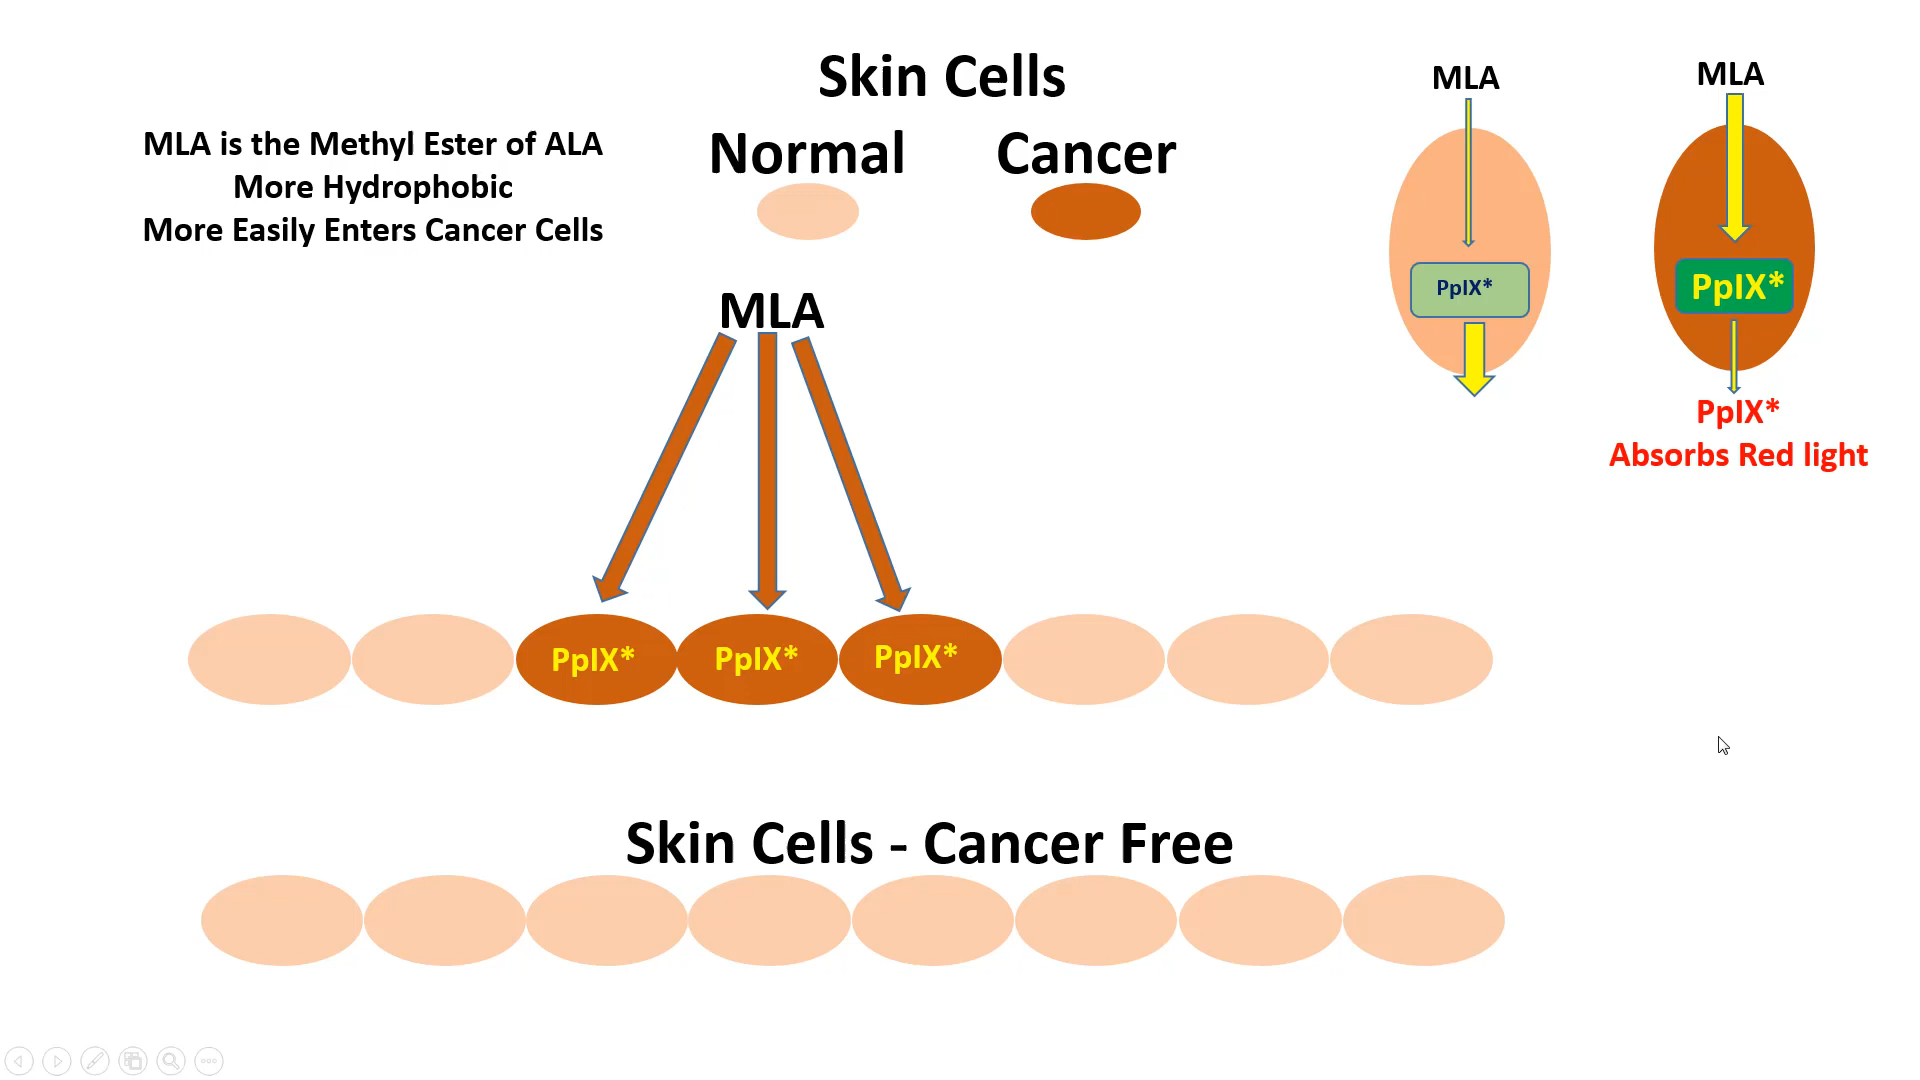 Skin Cells
Normal
Cancer
MLA is the Methyl Ester of ALA
More Hydrophobic
More Easily Enters Cancer Cells
MLA
MLA
PpIX*
MLA
PpIX*
PpIX*
Absorbs Red light
PpIX*
PpIX*
PpIX*
Skin Cells - Cancer Free